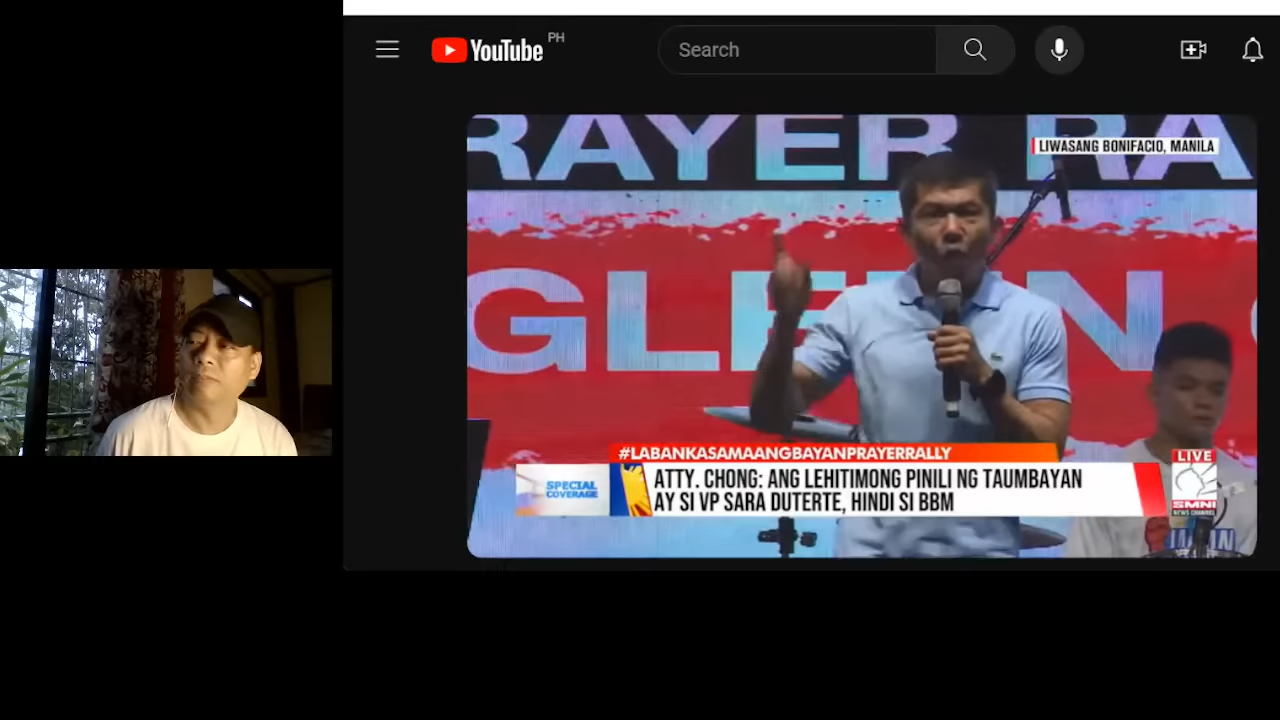 YouTube PH
Search
RAYER RA
LIWASANG BONIFACIO, MANILA
GLENN
#LABANKASAMAANGBAYANPRAYERRALLY
SPECIAL
COVERAGE
ATTY. CHONG: ANG LEHITIMONG PINILI NG TAUMBAYAN
AY SI VP SARA DUTERTE, HINDI SI BBM
LIVE
SMNI
NEWS CHANNEL